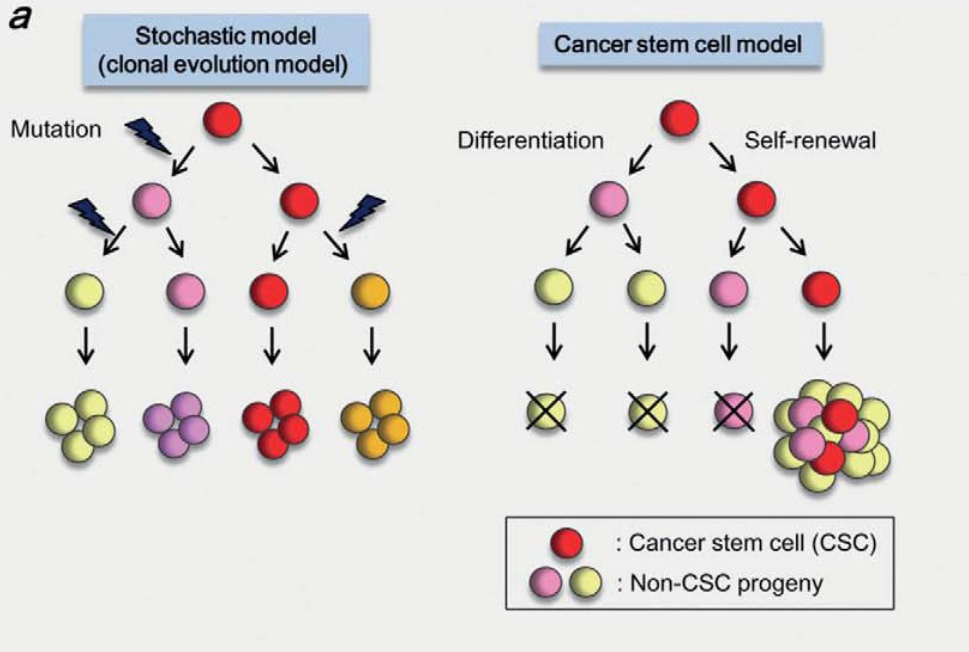 a
Stochastic model
(clonal evolution model)
Cancer stem cell model
Mutation
Differentiation
Self-renewal
: Cancer stem cell (CSC)
: Non-CSC progeny